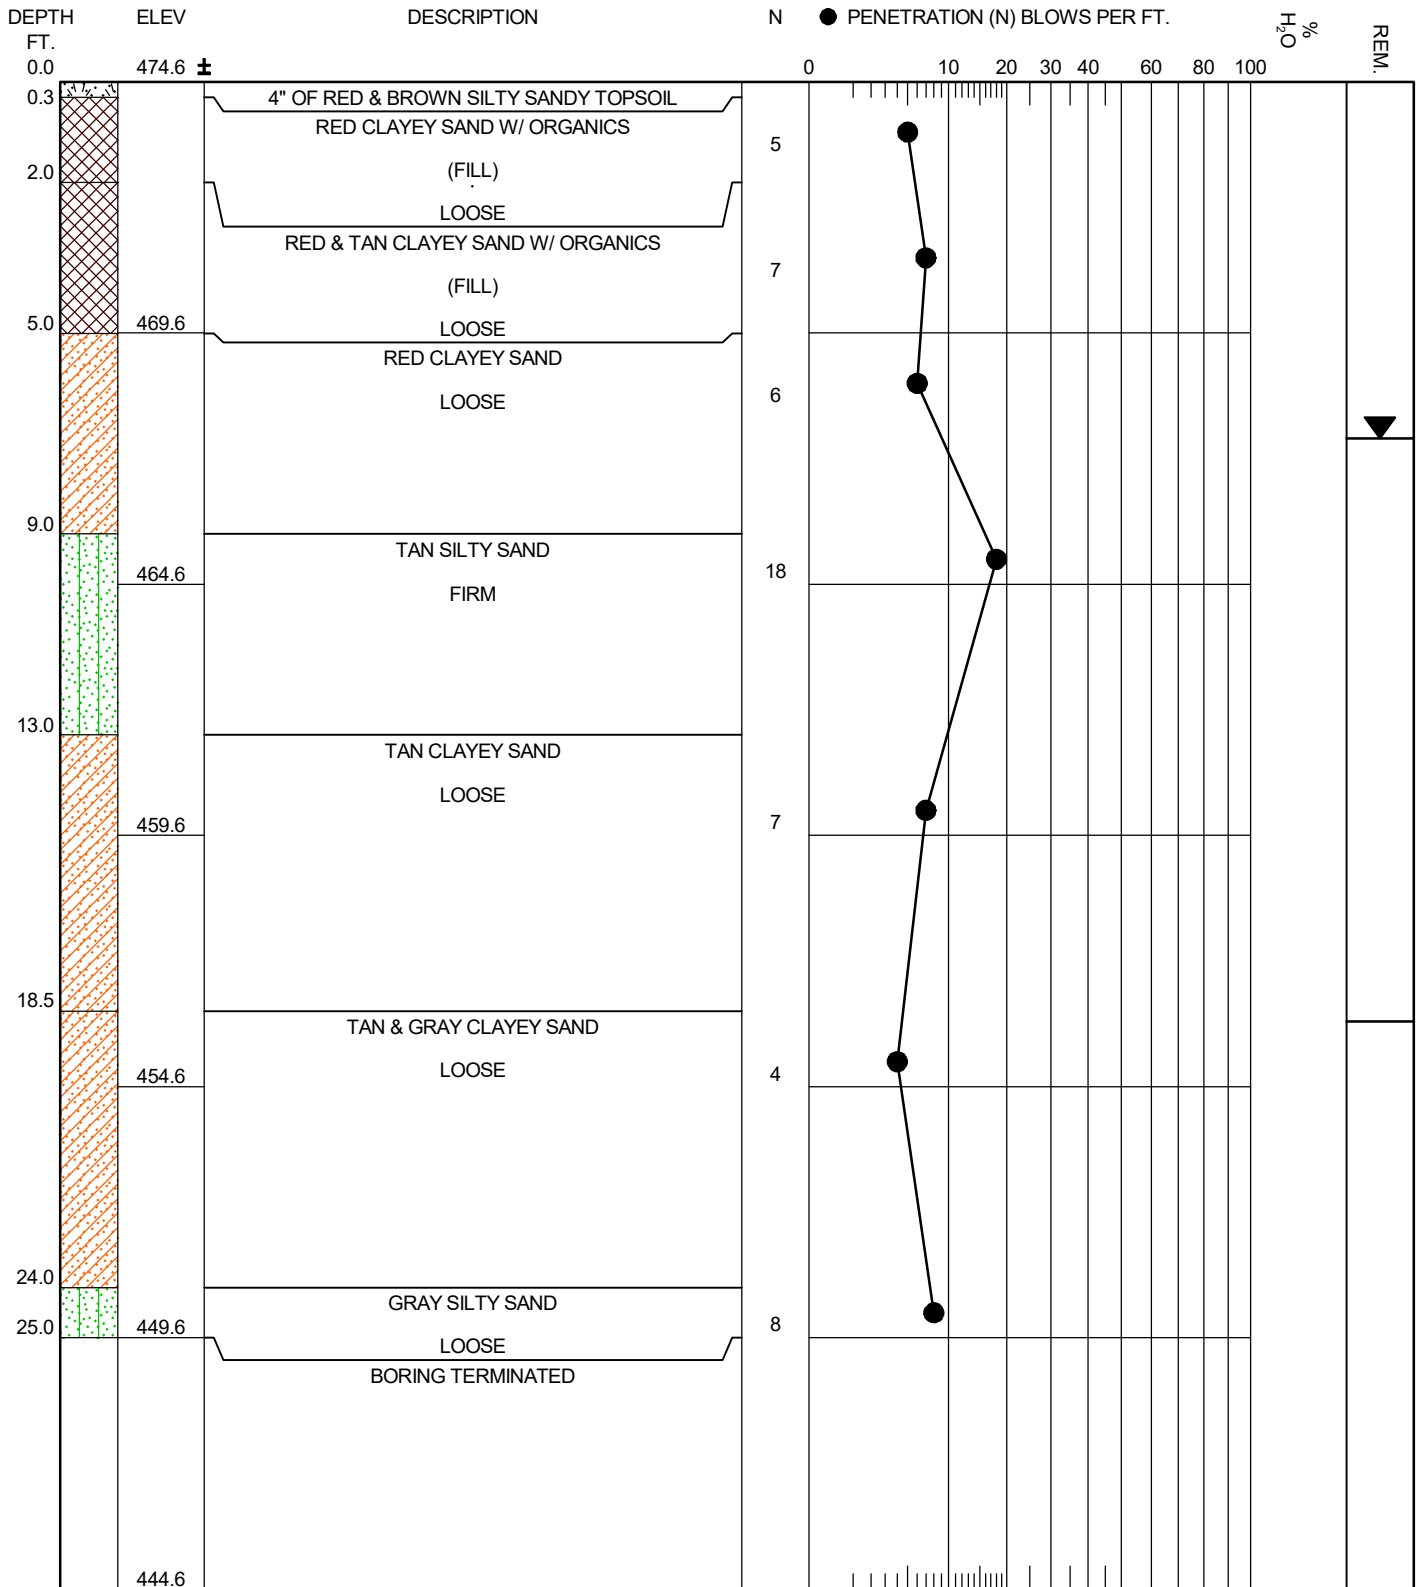 DEPTH ELEV DESCRIPTION N ● PENETRATION (N) BLOWS PER FT. % H₂O REM.
FT.
0.0 474.6 ± 0 10 20 30 40 60 80 100
0.3 4" OF RED & BROWN SILTY SANDY TOPSOIL
RED CLAYEY SAND W/ ORGANICS
5
2.0 (FILL)
LOOSE
RED & TAN CLAYEY SAND W/ ORGANICS
7
(FILL)
5.0 469.6 LOOSE
RED CLAYEY SAND
6
LOOSE
9.0
TAN SILTY SAND
464.6 18
FIRM
13.0
TAN CLAYEY SAND
LOOSE
459.6 7
18.5
TAN & GRAY CLAYEY SAND
454.6 LOOSE 4
24.0
GRAY SILTY SAND
25.0 449.6 8
LOOSE
BORING TERMINATED
444.6